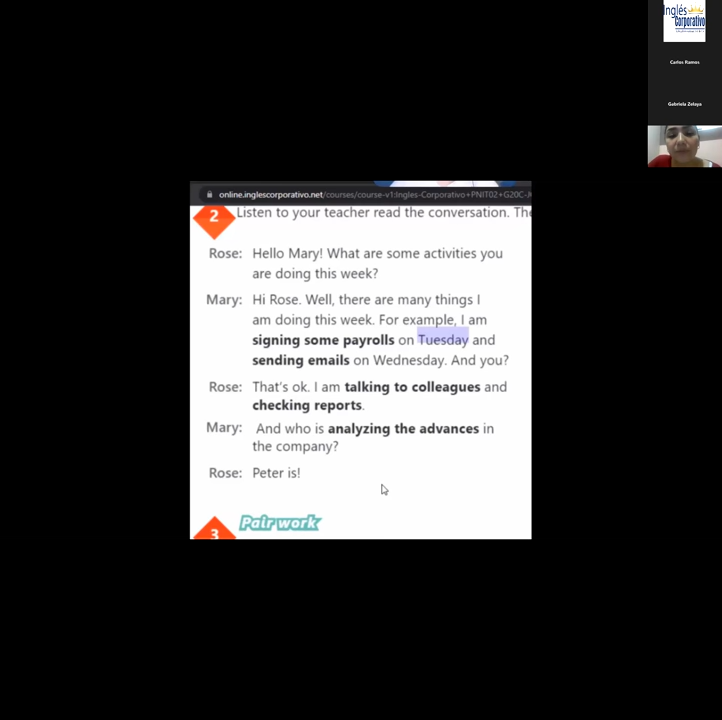 Inglés
Corporativo
Carlos Ramos
Gabriela Zelaya
online.inglescorporativo.net/courses/course-v1:Ingles-Corporativo+PNIT02+G20C-
2 Listen to your teacher read the conversation. The
Rose: Hello Mary! What are some activities you
are doing this week?
Mary: Hi Rose. Well, there are many things I
am doing this week. For example, I am
signing some payrolls on Tuesday and
sending emails on Wednesday. And you?
Rose: That's ok. I am talking to colleagues and
checking reports.
Mary: And who is analyzing the advances in
the company?
Rose: Peter is!
3 Pair work